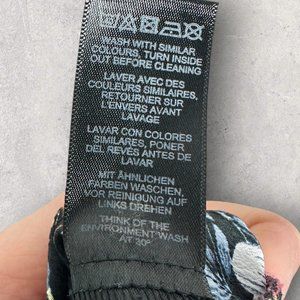 WASH WITH SIMILAR
COLOURS, TURN INSIDE
OUT BEFORE CLEANING
LAVER AVEC DES
COULEURS SIMILAIRES,
RETOURNER SUR
L'ENVERS AVANT
LAVAGE
LAVAR CON COLORES
SIMILARES, PONER
DEL REVÉS ANTES DE
LAVAR
MIT ÄHNLICHEN
FARBEN WASCHEN,
VOR REINIGUNG AUF
LINKS DREHEN
THINK OF THE
ENVIRONMENT WASH
AT 30°